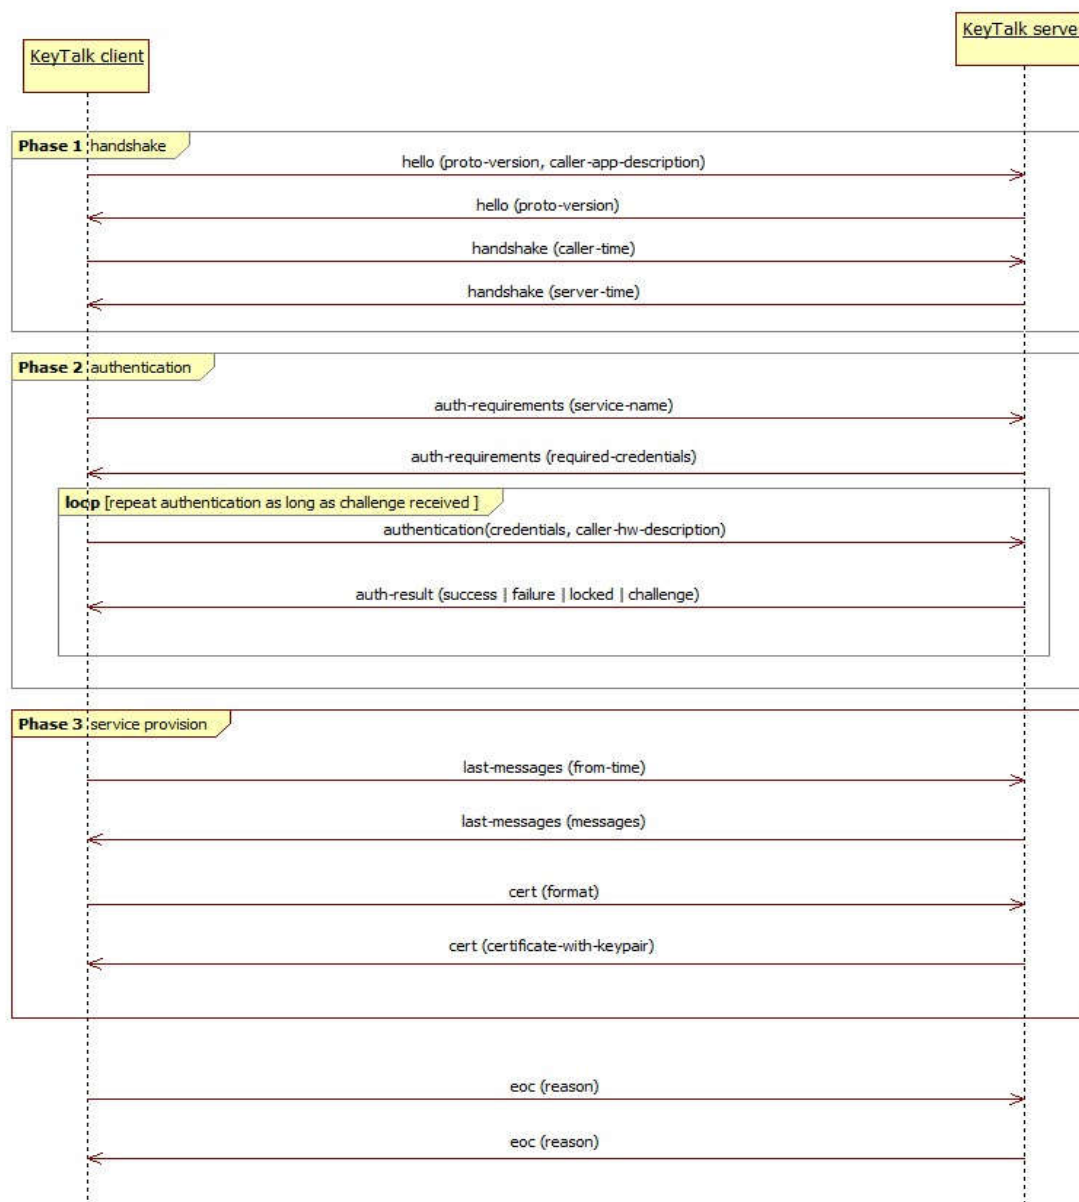 KeyTalk client
KeyTalk server
Phase 1 handshake
hello (proto-version, caller-app-description)
hello (proto-version)
handshake (caller-time)
handshake (server-time)
Phase 2 authentication
auth-requirements (service-name)
auth-requirements (required-credentials)
loop [repeat authentication as long as challenge received ]
authentication(credentials, caller-hw-description)
auth-result (success | failure | locked | challenge)
Phase 3 service provision
last-messages (from-time)
last-messages (messages)
cert (format)
cert (certificate-with-keypair)
eoc (reason)
eoc (reason)